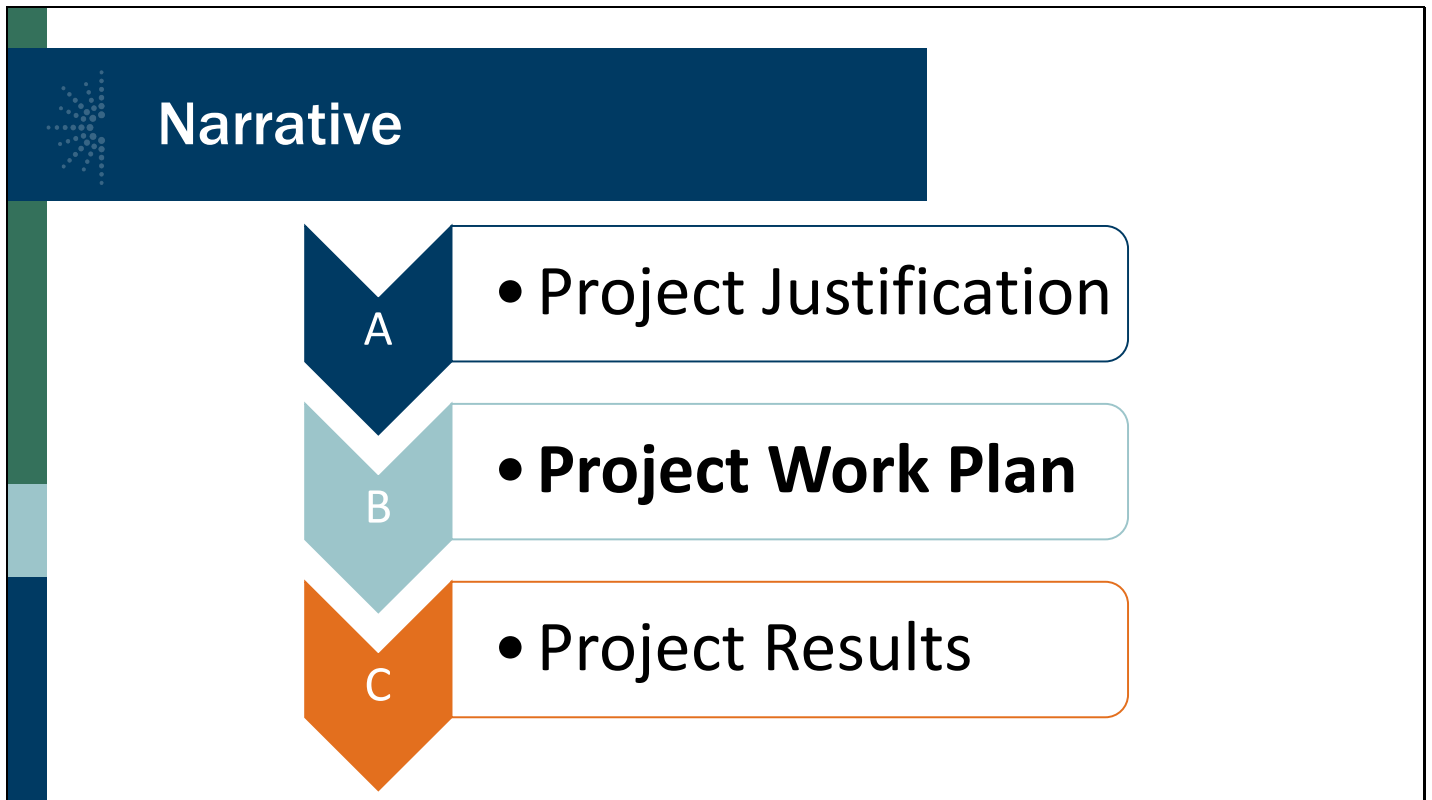 Narrative
A
• Project Justification
B
• Project Work Plan
C
• Project Results